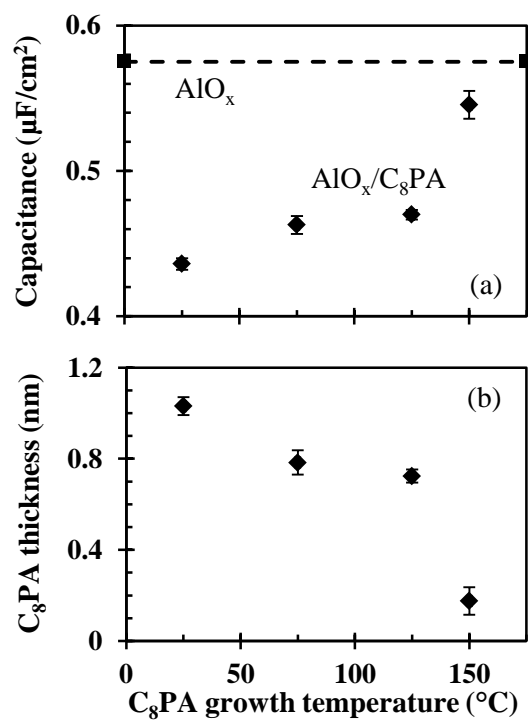 0.6
0.5
0.4
Capacitance (µF/cm²)
AlOₓ
AlOₓ/C₈PA
(a)
1.2
0.8
0.4
0
C₈PA thickness (nm)
(b)
0 50 100 150
C₈PA growth temperature (°C)